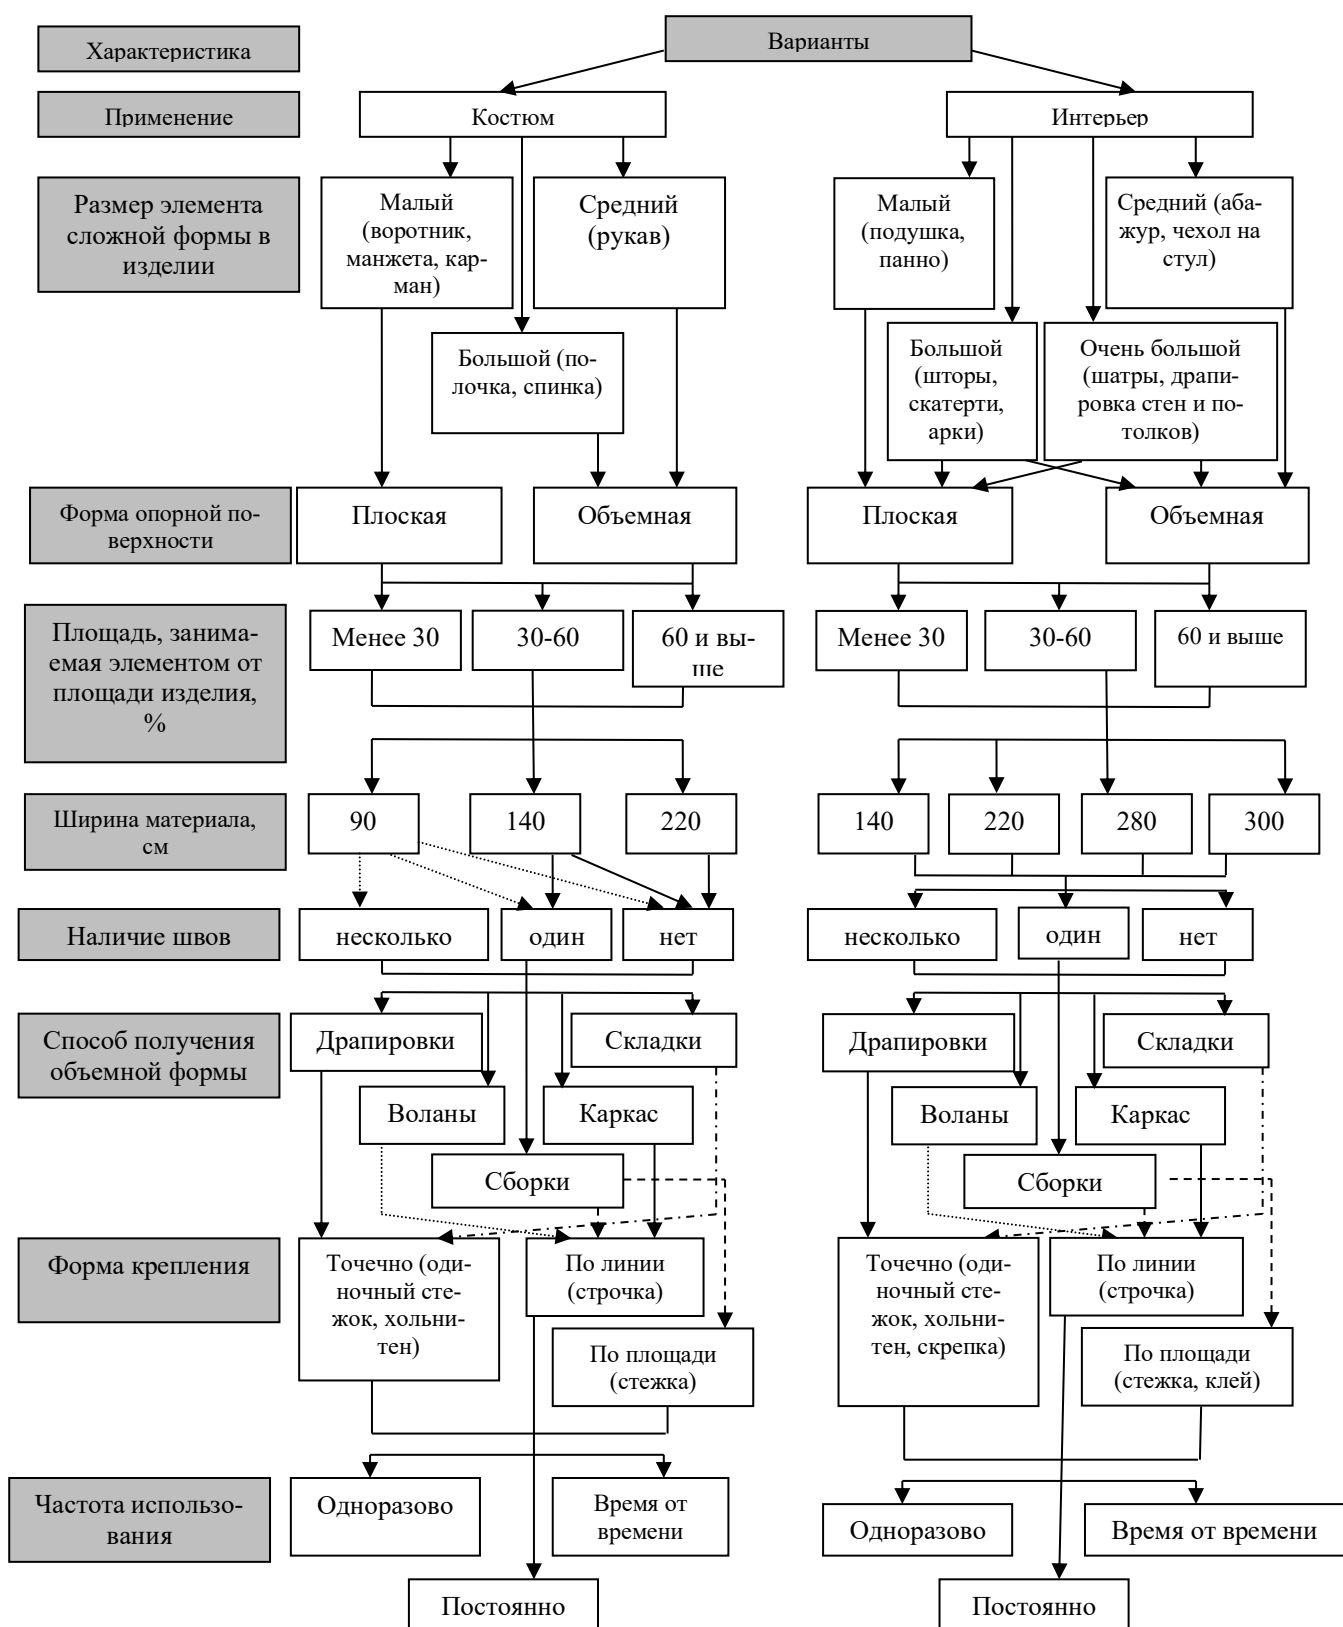 Характеристика
Варианты
Применение
Костюм
Интерьер
Размер элемента
сложной формы в
изделии
Малый
(воротник,
манжета, кар-
ман)
Средний
(рукав)
Малый
(подушка,
панно)
Средний (аба-
жур, чехол на
стул)
Большой (по-
лочка, спинка)
Большой
(шторы,
скатерти,
арки)
Очень большой
(шатры, драпи-
ровка стен и по-
толков)
Форма опорной по-
верхности
Плоская
Объемная
Плоская
Объемная
Площадь, занима-
емая элементом от
площади изделия,
%
Менее 30
30-60
60 и вы-
ше
Менее 30
30-60
60 и выше
Ширина материала,
см
90
140
220
140
220
280
300
Наличие швов
несколько
один
нет
несколько
один
нет
Способ получения
объемной формы
Драпировки
Складки
Драпировки
Складки
Воланы
Каркас
Воланы
Каркас
Сборки
Сборки
Форма крепления
Точечно (оди-
ночный сте-
жок, хольни-
тен)
По линии
(строчка)
Точечно (оди-
ночный сте-
жок, хольни-
тен, скрепка)
По линии
(строчка)
По площади
(стежка)
По площади
(стежка, клей)
Частота использо-
вания
Одноразово
Время от
времени
Одноразово
Время от времени
Постоянно
Постоянно